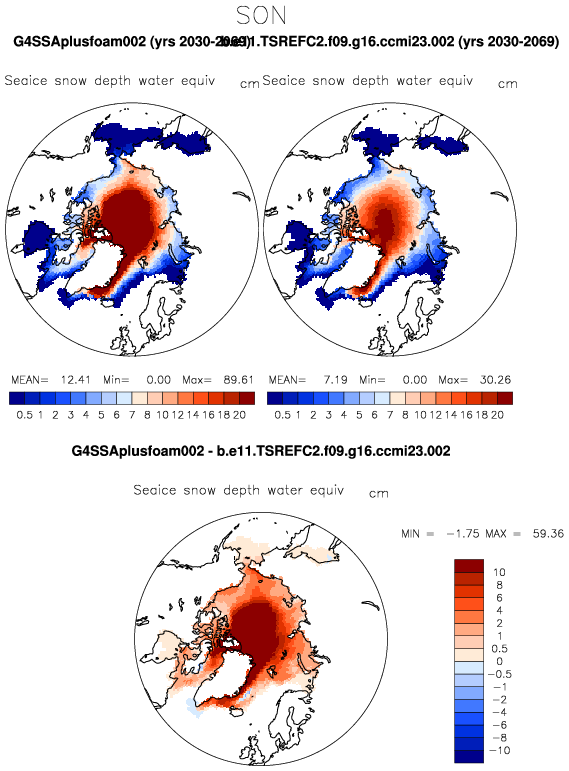 SON
G4SSAplusfoam002 (yrs 2030-2069) b.e11.TSREFC2.f09.g16.ccmi23.002 (yrs 2030-2069)
Seaice snow depth water equiv cm Seaice snow depth water equiv cm
MEAN= 12.41 Min= 0.00 Max= 89.61 MEAN= 7.19 Min= 0.00 Max= 30.26
0.5 1 2 3 4 5 6 7 8 10 12 14 16 18 20 0.5 1 2 3 4 5 6 7 8 10 12 14 16 18 20
G4SSAplusfoam002 - b.e11.TSREFC2.f09.g16.ccmi23.002
Seaice snow depth water equiv cm
MIN = -1.75 MAX = 59.36
10
8
6
4
2
1
0.5
0
-0.5
-1
-2
-4
-6
-8
-10